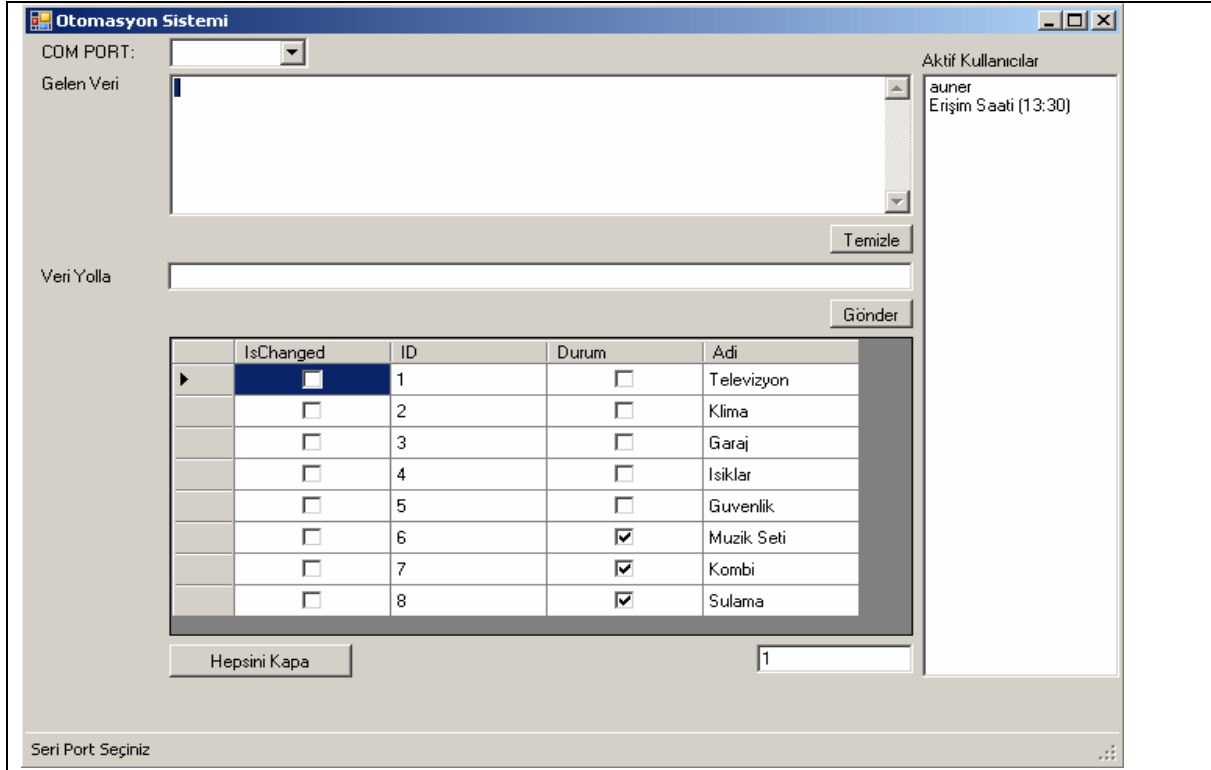 Otomasyon Sistemi
COM PORT:
Aktif Kullanıcılar
Gelen Veri
auner
Erişim Saati (13:30)
Temizle
Veri Yolla
Gönder
IsChanged ID Durum Adi
1 Televizyon
2 Klima
3 Garaj
4 Isiklar
5 Guvenlik
6 Muzik Seti
7 Kombi
8 Sulama
Hepsini Kapa 1
Seri Port Seçiniz